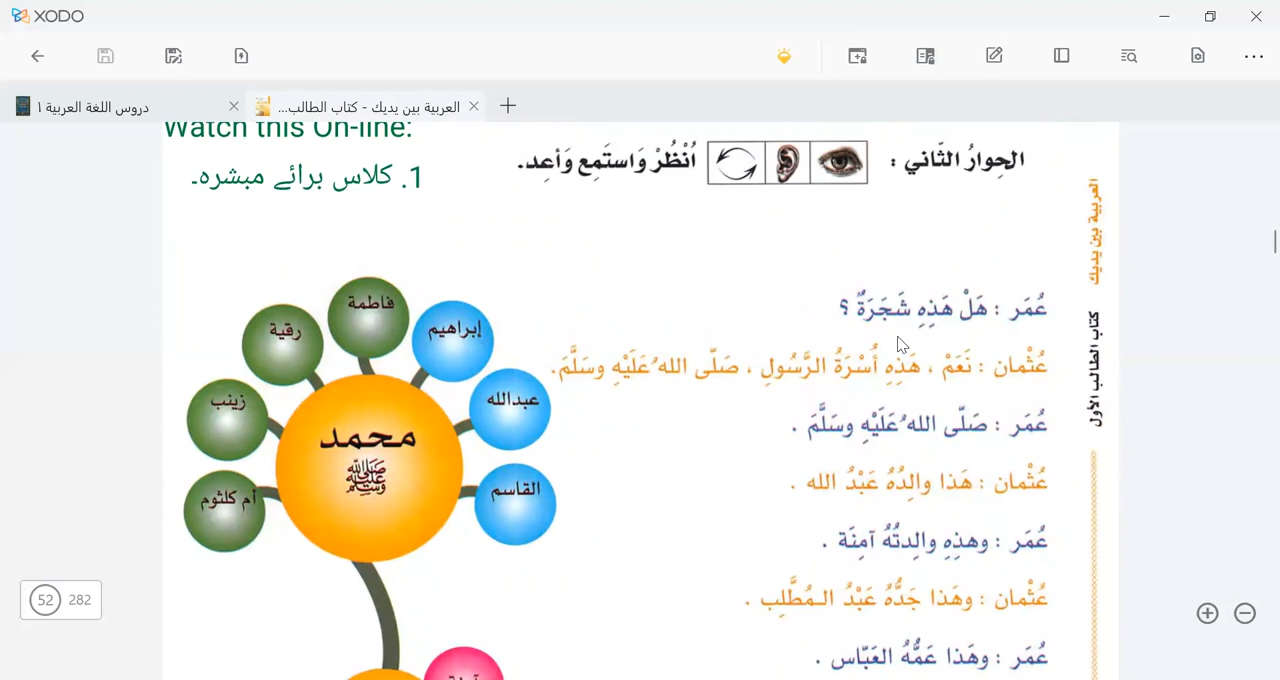 XODO
دروس اللغة العربية ١
العربية بين يديك - كتاب الطالب...
Watch this On-line:
1. کلاس برائے مبشرہ۔
الحِوارُ الثّاني : اُنْظُرْ وَاستَمِع وَأعِد.
العربية بين يديك
كتاب الطالب الأول
عُمَر : هَلْ هَذِهِ شَجَرَةٌ ؟
عُثْمان : نَعَمْ ، هَذِهِ أُسْرَةُ الرَّسُولِ ، صَلّى اللهُ عَلَيْهِ وسَلَّمَ.
عُمَر : صَلّى اللهُ عَلَيْهِ وسَلَّمَ .
عُثْمان : هَذا والِدُهُ عَبْدُ الله .
عُمَر : وهذِهِ والِدتُهُ آمِنَة .
عُثْمان : وهَذا جَدُّهُ عَبْدُ الـمُطَّلِب .
عُمَر : وهَذا عَمُّهُ العَبّاس .
فاطمة
رقية
إبراهيم
زينب
عبدالله
أم كلثوم
القاسم
محمد
ﷺ
52 282